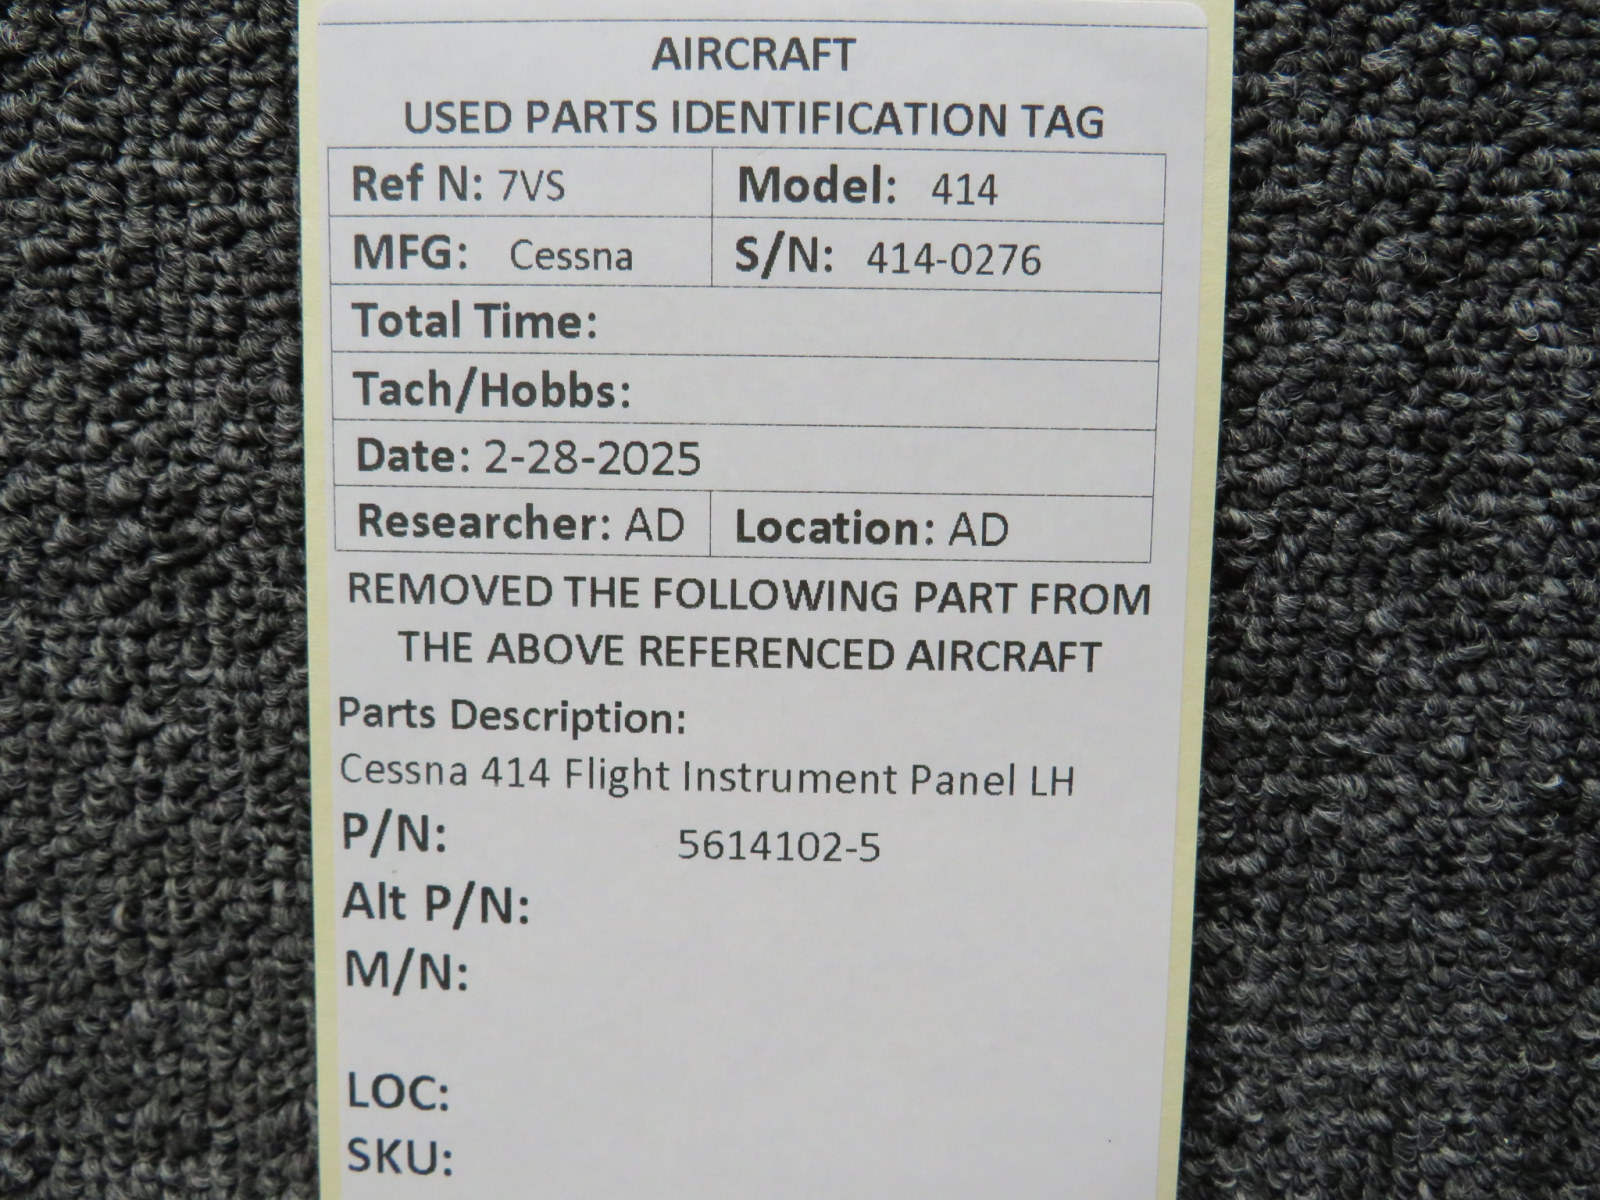 AIRCRAFT
USED PARTS IDENTIFICATION TAG
Ref N: 7VS Model: 414
MFG: Cessna S/N: 414-0276
Total Time:
Tach/Hobbs:
Date: 2-28-2025
Researcher: AD Location: AD
REMOVED THE FOLLOWING PART FROM
THE ABOVE REFERENCED AIRCRAFT
Parts Description:
Cessna 414 Flight Instrument Panel LH
P/N: 5614102-5
Alt P/N:
M/N:
LOC:
SKU: